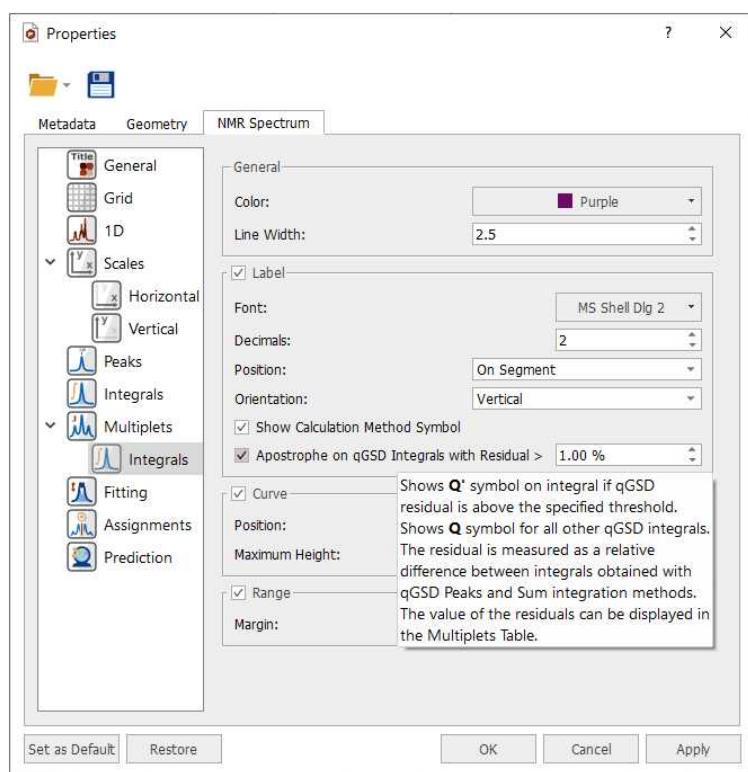 Properties
?
Metadata Geometry NMR Spectrum
Title
General
Grid
1D
Scales
Horizontal
Vertical
Peaks
Integrals
Multiplets
Integrals
Fitting
Assignments
Prediction
General
Color: Purple
Line Width: 2.5
Label
Font: MS Shell Dlg 2
Decimals: 2
Position: On Segment
Orientation: Vertical
Show Calculation Method Symbol
Apostrophe on qGSD Integrals with Residual > 1.00 %
Curve
Position:
Maximum Height:
Range
Margin:
Shows Q' symbol on integral if qGSD
residual is above the specified threshold.
Shows Q symbol for all other qGSD integrals.
The residual is measured as a relative
difference between integrals obtained with
qGSD Peaks and Sum integration methods.
The value of the residuals can be displayed in
the Multiplets Table.
Set as Default Restore OK Cancel Apply